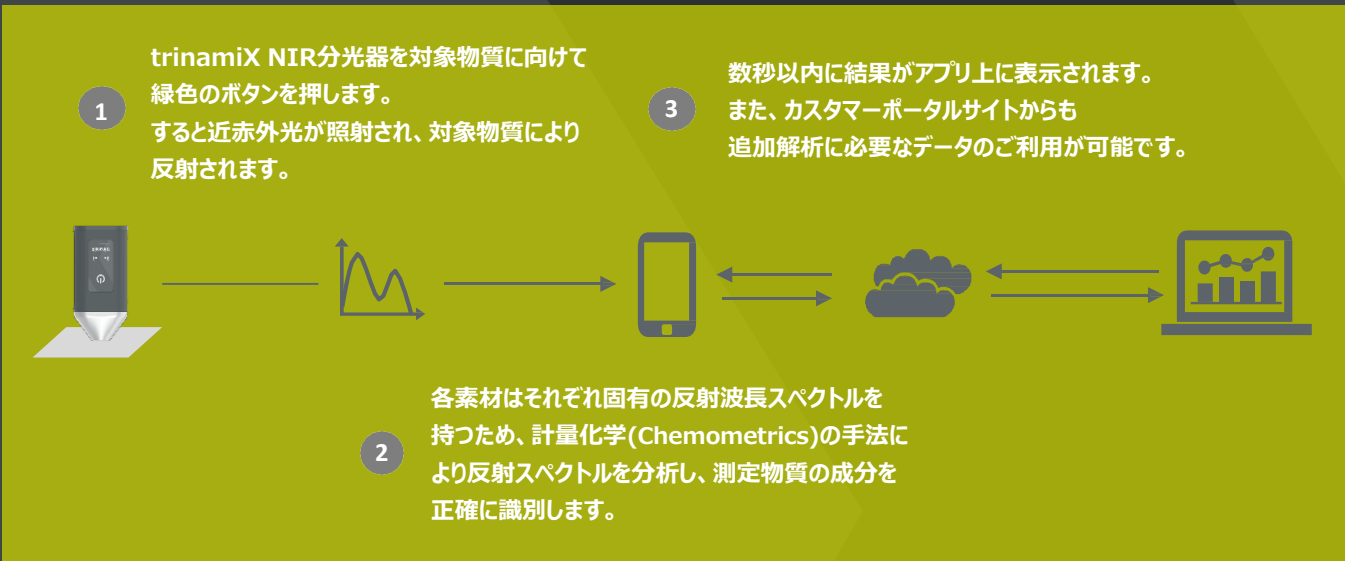 1
trinamiX NIR分光器を対象物質に向けて
緑色のボタンを押します。
すると近赤外光が照射され、対象物質により
反射されます。
3
数秒以内に結果がアプリ上に表示されます。
また、カスタマーポータルサイトからも
追加解析に必要なデータのご利用が可能です。
2
各素材はそれぞれ固有の反射波長スペクトルを
持つため、計量化学(Chemometrics)の手法に
より反射スペクトルを分析し、測定物質の成分を
正確に識別します。